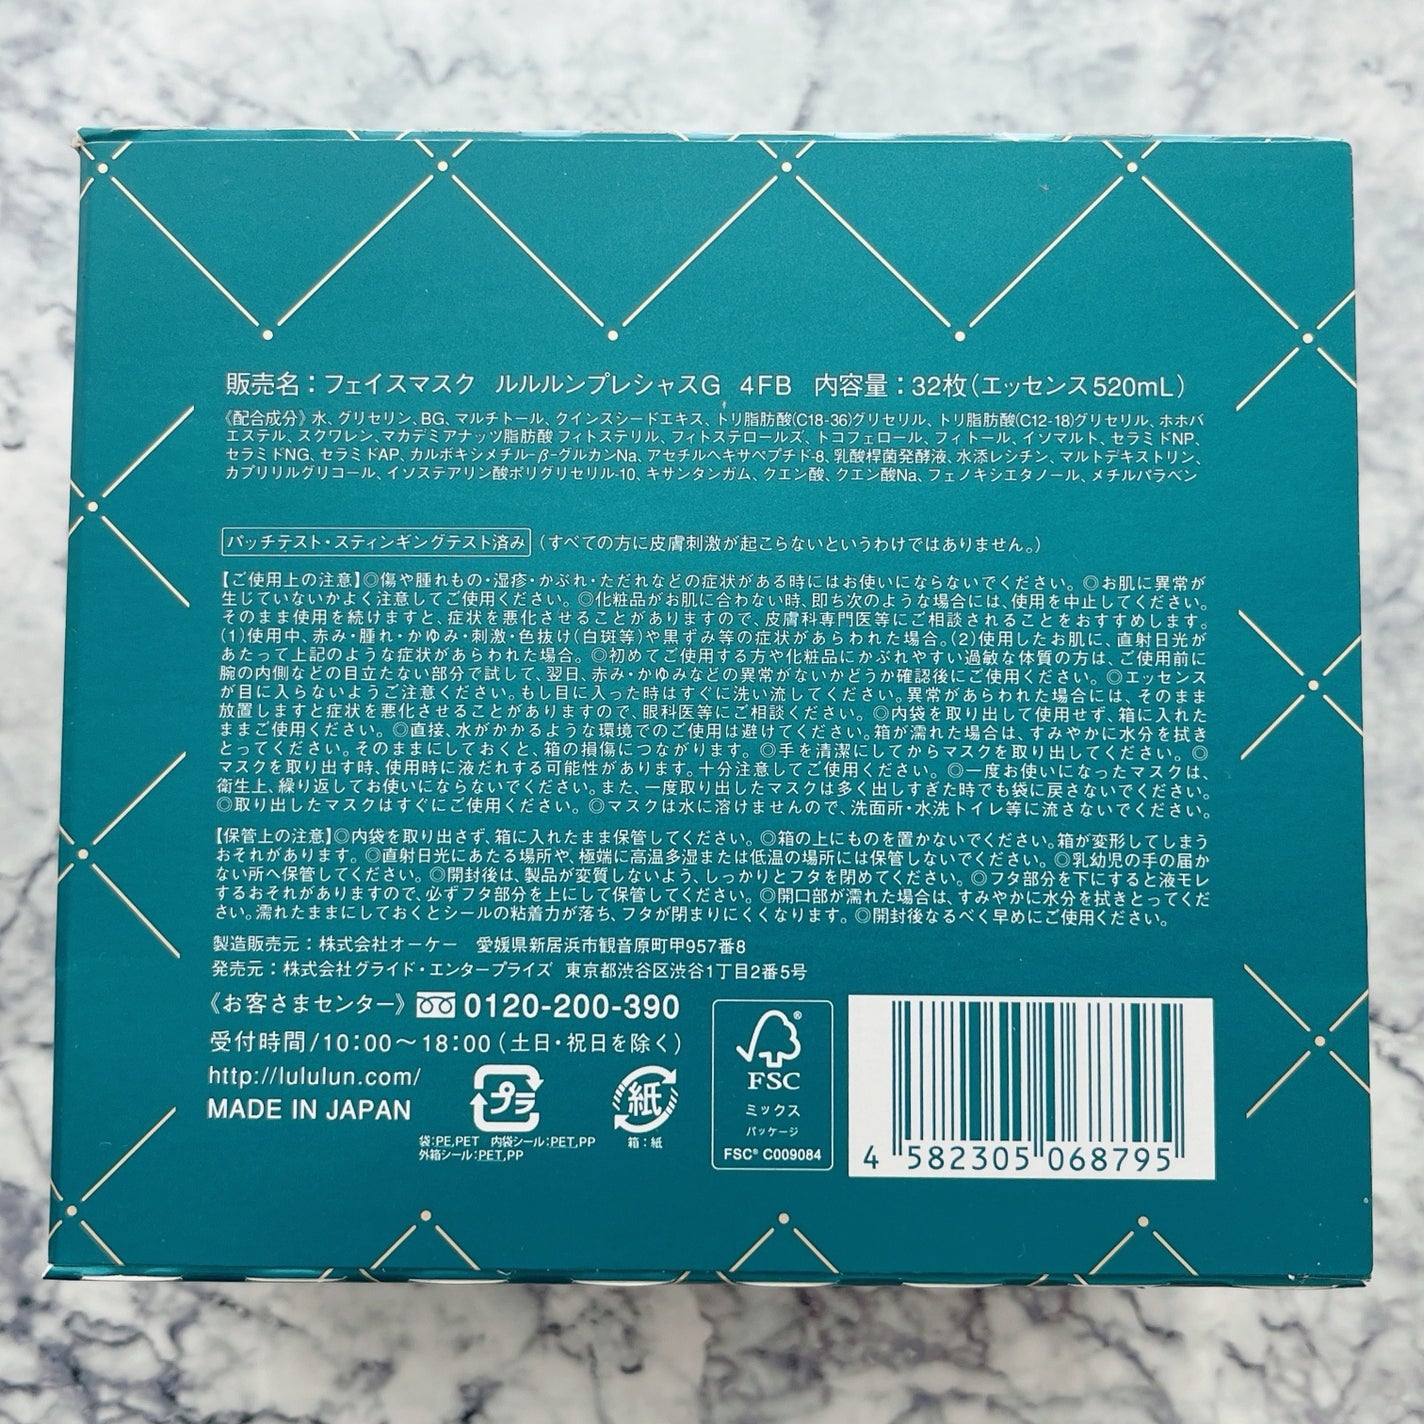 販売名：フェイスマスク ルルルンプレシャスG 4FB 内容量：32枚(エッセンス520mL)
《配合成分》水、グリセリン、BG、マルチトール、クインスシードエキス、トリ脂肪酸(C18-36)グリセリル、トリ脂肪酸(C12-18)グリセリル、ホホバ
エステル、スクワレン、マカデミアナッツ脂肪酸フィトステリル、フィトステロールズ、トコフェロール、フィトール、イソマルト、セラミドNP、
セラミドNG、セラミドAP、カルボキシメチル-β-グルカンNa、アセチルヘキサペプチド-8、乳酸桿菌発酵液、水添レシチン、マルトデキストリン、
カプリリルグリコール、イソステアリン酸ポリグリセリル-10、キサンタンガム、クエン酸、クエン酸Na、フェノキシエタノール、メチルパラベン
パッチテスト・スティンギングテスト済み (すべての方に皮膚刺激が起こらないというわけではありません。)
【ご使用上の注意】◎傷や腫れもの・湿疹・かぶれ・ただれなどの症状がある時にはお使いにならないでください。◎お肌に異常が
生じていないかよく注意してご使用ください。◎化粧品がお肌に合わない時、即ち次のような場合には、使用を中止してください。
そのまま使用を続けますと、症状を悪化させることがありますので、皮膚科専門医等にご相談されることをおすすめします。
(1)使用中、赤み・腫れ・かゆみ・刺激・色抜け(白斑等)や黒ずみ等の症状があらわれた場合。(2)使用したお肌に、直射日光が
あたって上記のような症状があらわれた場合。◎初めてご使用する方や化粧品にかぶれやすい過敏な体質の方は、ご使用前に
腕の内側などの目立たない部分で試して、翌日、赤み・かゆみなどの異常がないかどうか確認後にご使用ください。◎エッセンス
が目に入らないようご注意ください。もし目に入った時はすぐに洗い流してください。異常があらわれた場合には、そのまま
放置しますと症状を悪化させることがありますので、眼科医等にご相談ください。◎内袋を取り出して使用せず、箱に入れた
ままご使用ください。◎直接、水がかかるような環境でのご使用は避けてください。箱が濡れた場合は、すみやかに水分を拭き
とってください。そのままにしておくと、箱の損傷につながります。◎手を清潔にしてからマスクを取り出してください。◎
マスクを取り出す時、使用時に液だれする可能性があります。十分注意してご使用ください。◎一度お使いになったマスクは、
衛生上、繰り返してお使いにならないでください。また、一度取り出したマスクは多く出しすぎた時でも袋に戻さないでください。
◎取り出したマスクはすぐにご使用ください。◎マスクは水に溶けませんので、洗面所・水洗トイレ等に流さないでください。
【保管上の注意】◎内袋を取り出さず、箱に入れたまま保管してください。◎箱の上にものを置かないでください。箱が変形してしまう
おそれがあります。◎直射日光にあたる場所や、極端に高温多湿または低温の場所には保管しないでください。◎乳幼児の手の届か
ない所へ保管してください。◎開封後は、製品が変質しないよう、しっかりとフタを閉めてください。◎フタ部分を下にすると液モレ
するおそれがありますので、必ずフタ部分を上にして保管してください。◎開口部が濡れた場合は、すみやかに水分を拭きとってくだ
さい。濡れたままにしておくとシールの粘着力が落ち、フタが閉まりにくくなります。◎開封後なるべく早めにご使用ください。
製造販売元：株式会社オーケー 愛媛県新居浜市観音原町甲957番8
発売元：株式会社グライド・エンタープライズ 東京都渋谷区渋谷1丁目2番5号
《お客さまセンター》0120-200-390
受付時間/10:00〜18:00(土日・祝日を除く)
http://lululun.com/
MADE IN JAPAN
プラ
袋:PE,PET 内袋シール:PET,PP
外箱シール:PET,PP
紙
箱：紙
®
FSC
ミックス
パッケージ
FSC® C009084
4 582305 068795